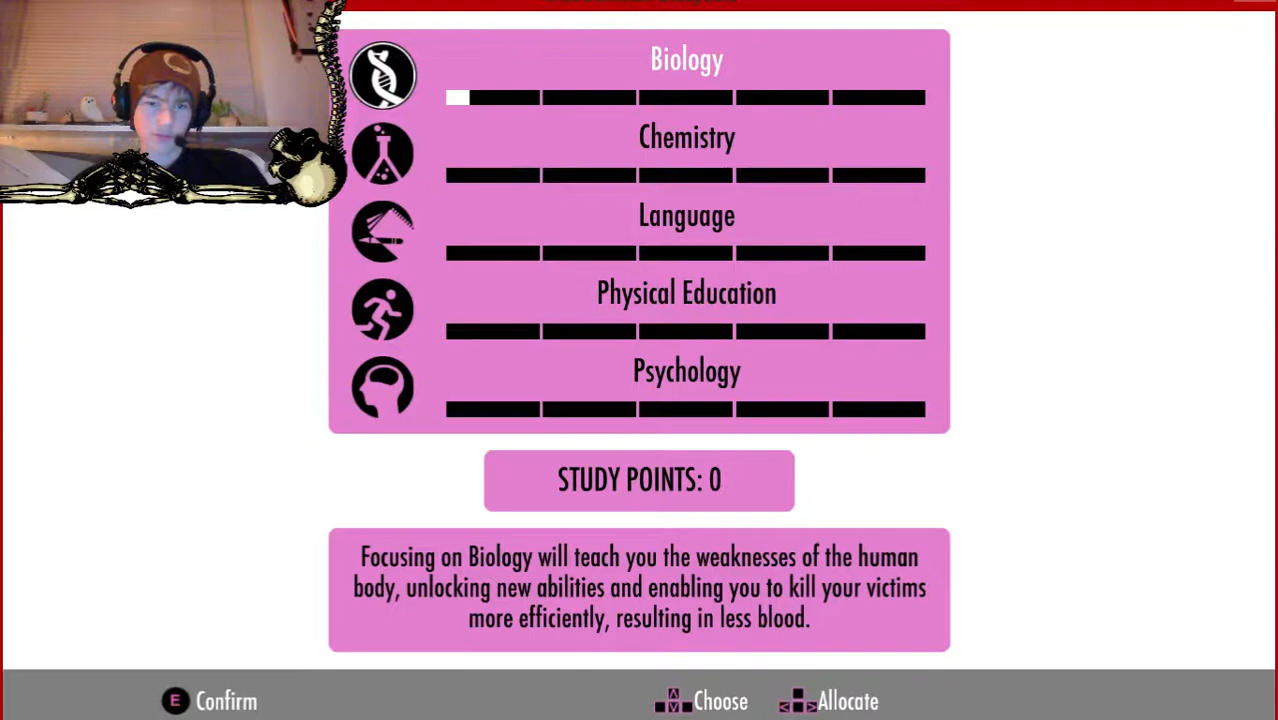 Biology
Chemistry
Language
Physical Education
Psychology
STUDY POINTS: 0
Focusing on Biology will teach you the weaknesses of the human
body, unlocking new abilities and enabling you to kill your victims
more efficiently, resulting in less blood.
E Confirm
Choose
Allocate